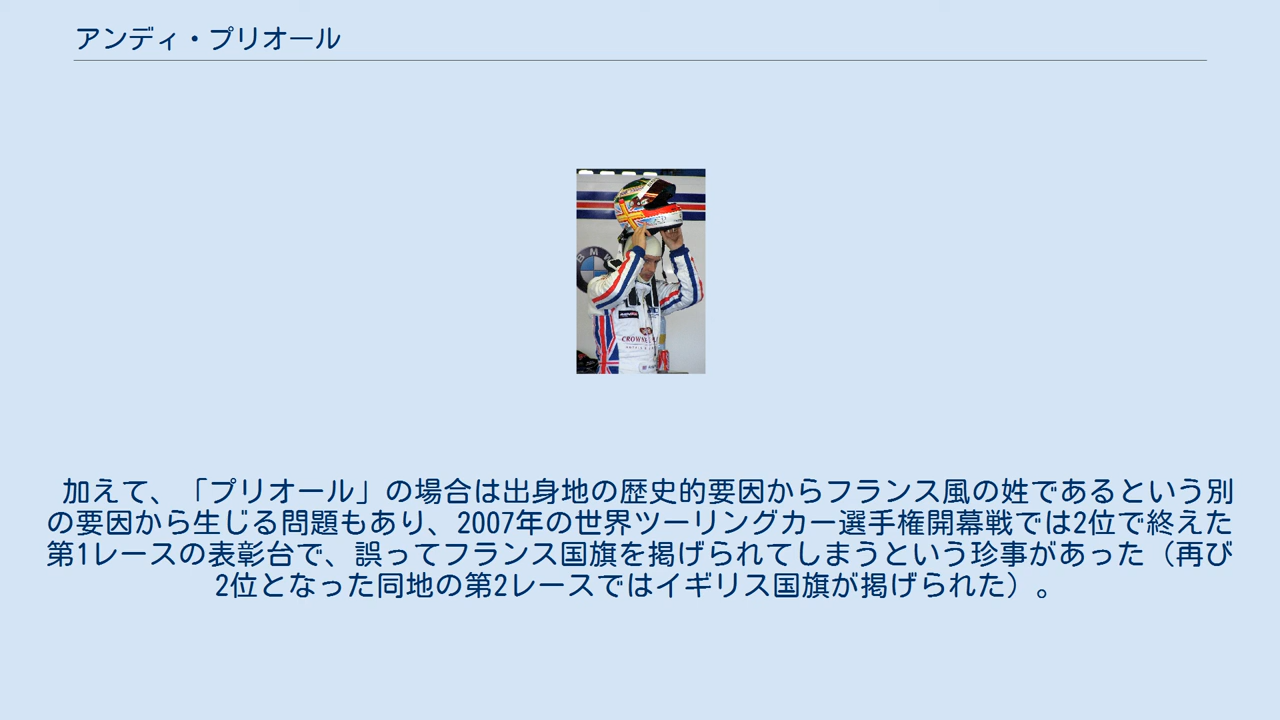 アンディ・プリオール
BMW
CROWNE
加えて、「プリオール」の場合は出身地の歴史的要因からフランス風の姓であるという別
の要因から生じる問題もあり、2007年の世界ツーリングカー選手権開幕戦では2位で終えた
第1レースの表彰台で、誤ってフランス国旗を掲げられてしまうという珍事があった（再び
2位となった同地の第2レースではイギリス国旗が掲げられた）。